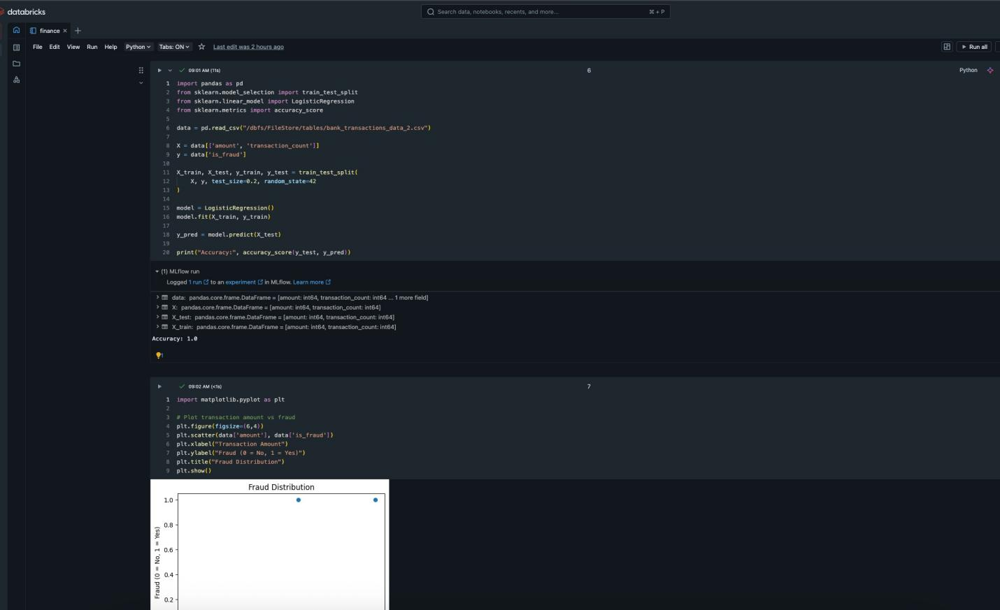 databricks
Search data, notebooks, recents, and more...
⌘ + P
finance
File Edit View Run Help Python Tabs: ON Last edit was 2 hours ago
Run all
09:01 AM (11s)
6
Python
1 import pandas as pd
2 from sklearn.model_selection import train_test_split
3 from sklearn.linear_model import LogisticRegression
4 from sklearn.metrics import accuracy_score
5
6 data = pd.read_csv("/dbfs/FileStore/tables/bank_transactions_data_2.csv")
7
8 X = data[['amount', 'transaction_count']]
9 y = data['is_fraud']
10
11 X_train, X_test, y_train, y_test = train_test_split(
12 X, y, test_size=0.2, random_state=42
13 )
14
15 model = LogisticRegression()
16 model.fit(X_train, y_train)
17
18 y_pred = model.predict(X_test)
19
20 print("Accuracy:", accuracy_score(y_test, y_pred))
(1) MLflow run
Logged 1 run to an experiment in MLflow. Learn more
data: pandas.core.frame.DataFrame = [amount: int64, transaction_count: int64 ... 1 more field]
X: pandas.core.frame.DataFrame = [amount: int64, transaction_count: int64]
X_test: pandas.core.frame.DataFrame = [amount: int64, transaction_count: int64]
X_train: pandas.core.frame.DataFrame = [amount: int64, transaction_count: int64]
Accuracy: 1.0
1
09:02 AM (<1s)
7
1 import matplotlib.pyplot as plt
2
3 # Plot transaction amount vs fraud
4 plt.figure(figsize=(6,4))
5 plt.scatter(data['amount'], data['is_fraud'])
6 plt.xlabel("Transaction Amount")
7 plt.ylabel("Fraud (0 = No, 1 = Yes)")
8 plt.title("Fraud Distribution")
9 plt.show()
Fraud Distribution
1.0
0.8
0.6
0.4
0.2
Fraud (0 = No, 1 = Yes)